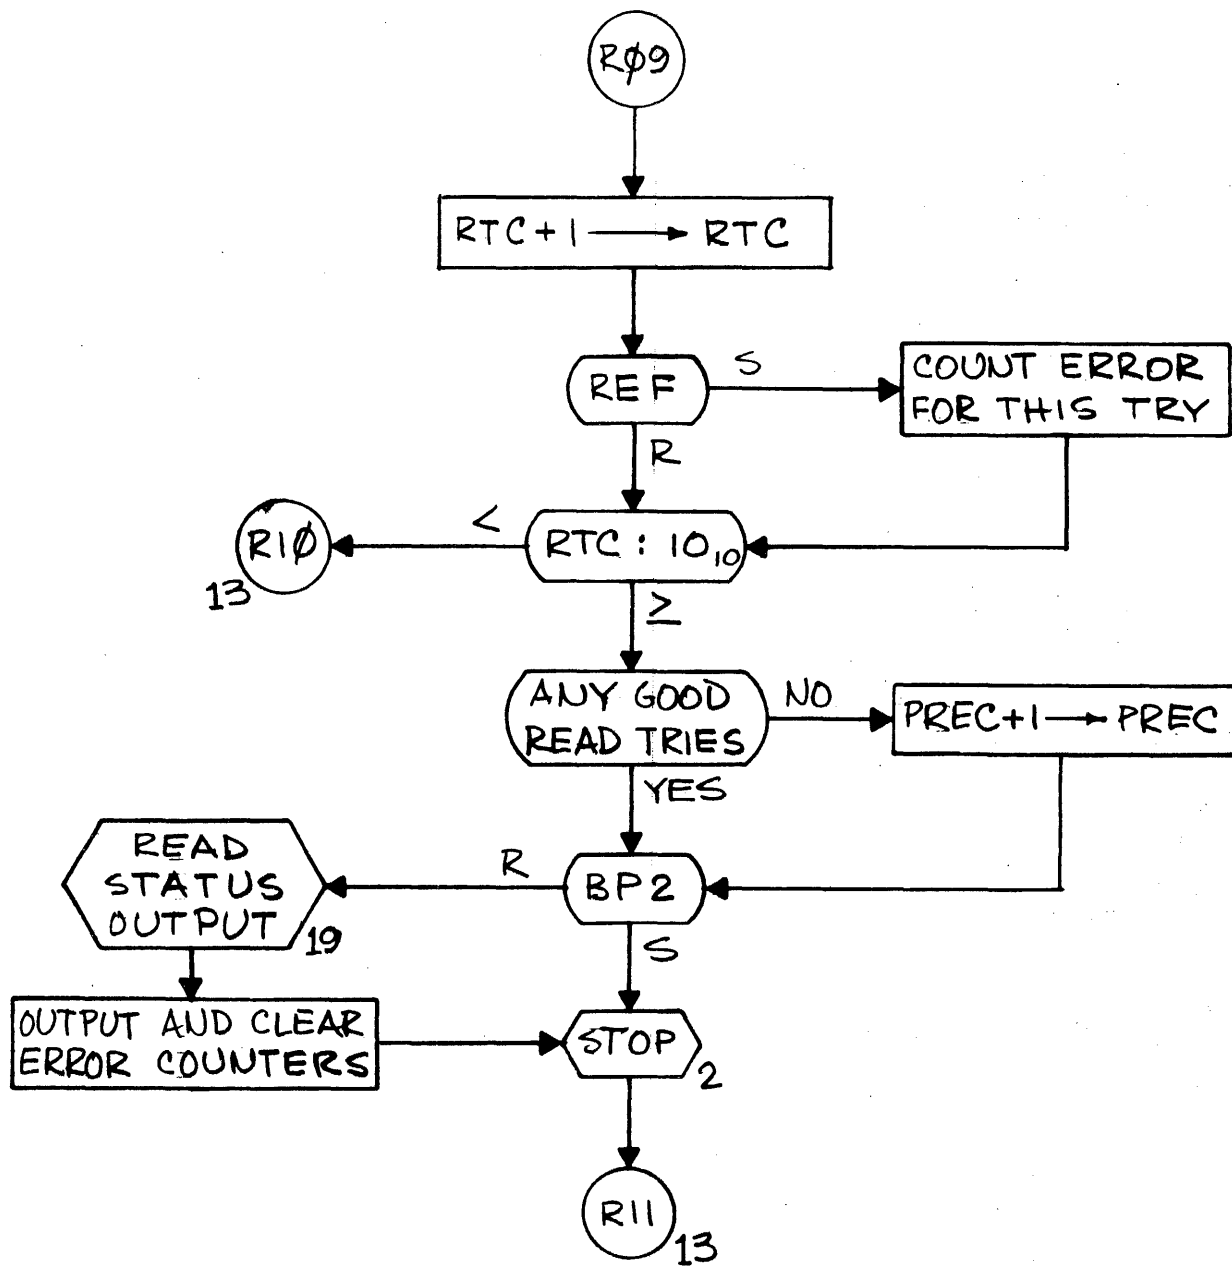 RØ9
RTC+1 → RTC
REF
S
COUNT ERROR
FOR THIS TRY
R
RTC : 10₁₀
<
R1Ø
13
≥
ANY GOOD
READ TRIES
NO
PREC+1 → PREC
YES
BP2
R
READ
STATUS
OUTPUT
19
S
OUTPUT AND CLEAR
ERROR COUNTERS
STOP
2
R11
13